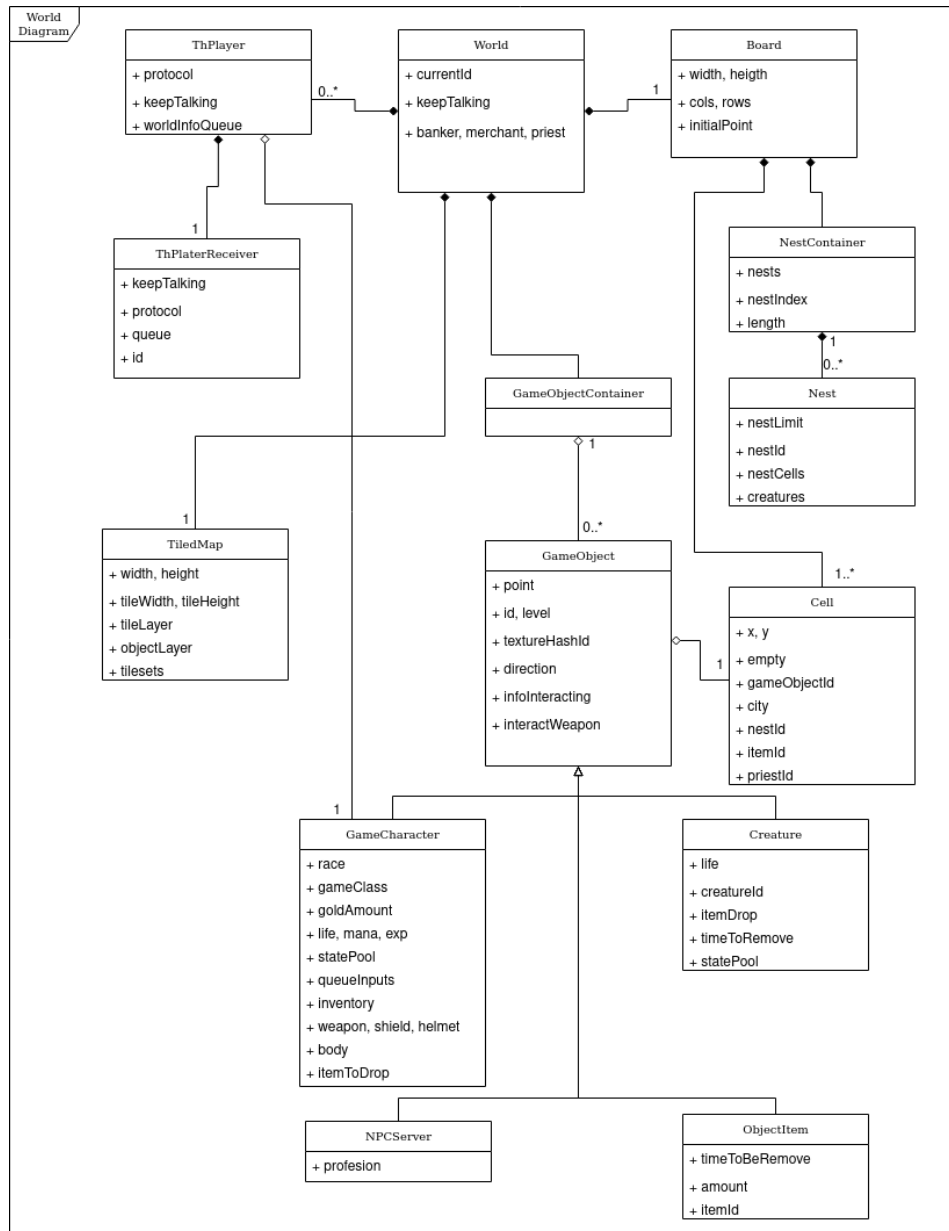 World
Diagram
ThPlayer
+ protocol
+ keepTalking
+ worldInfoQueue
0..*
World
+ currentId
+ keepTalking
+ banker, merchant, priest
1
Board
+ width, heigth
+ cols, rows
+ initialPoint
1
ThPlaterReceiver
+ keepTalking
+ protocol
+ queue
+ id
NestContainer
+ nests
+ nestIndex
+ length
1
0..*
Nest
+ nestLimit
+ nestId
+ nestCells
+ creatures
GameObjectContainer
1
0..*
1
TiledMap
+ width, height
+ tileWidth, tileHeight
+ tileLayer
+ objectLayer
+ tilesets
GameObject
+ point
+ id, level
+ textureHashId
+ direction
+ infoInteracting
+ interactWeapon
1..*
1
Cell
+ x, y
+ empty
+ gameObjectId
+ city
+ nestId
+ itemId
+ priestId
1
GameCharacter
+ race
+ gameClass
+ goldAmount
+ life, mana, exp
+ statePool
+ queueInputs
+ inventory
+ weapon, shield, helmet
+ body
+ itemToDrop
Creature
+ life
+ creatureId
+ itemDrop
+ timeToRemove
+ statePool
NPCServer
+ profesion
ObjectItem
+ timeToBeRemove
+ amount
+ itemId